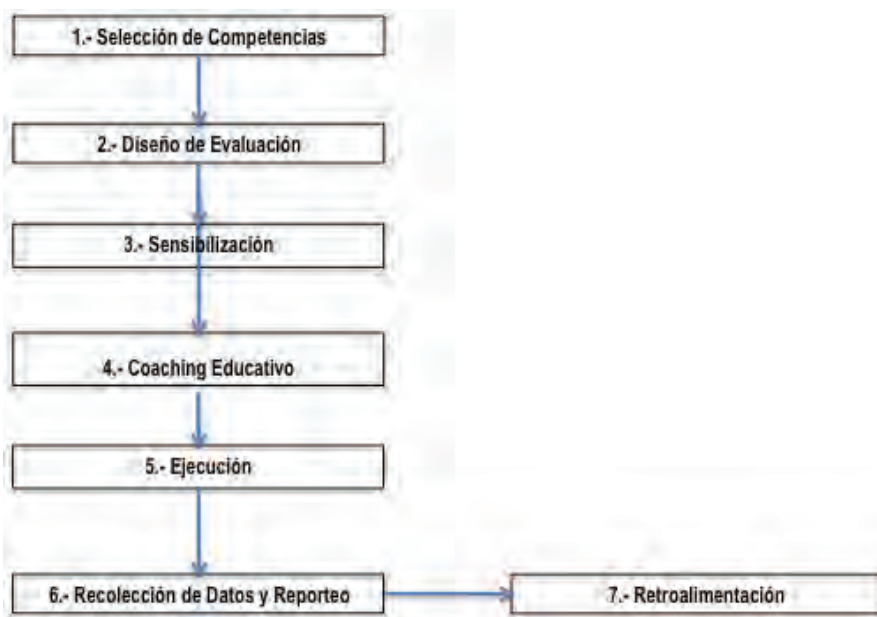 1.- Selección de Competencias
2.- Diseño de Evaluación
3.- Sensibilización
4.- Coaching Educativo
5.- Ejecución
6.- Recolección de Datos y Reporteo
7.- Retroalimentación